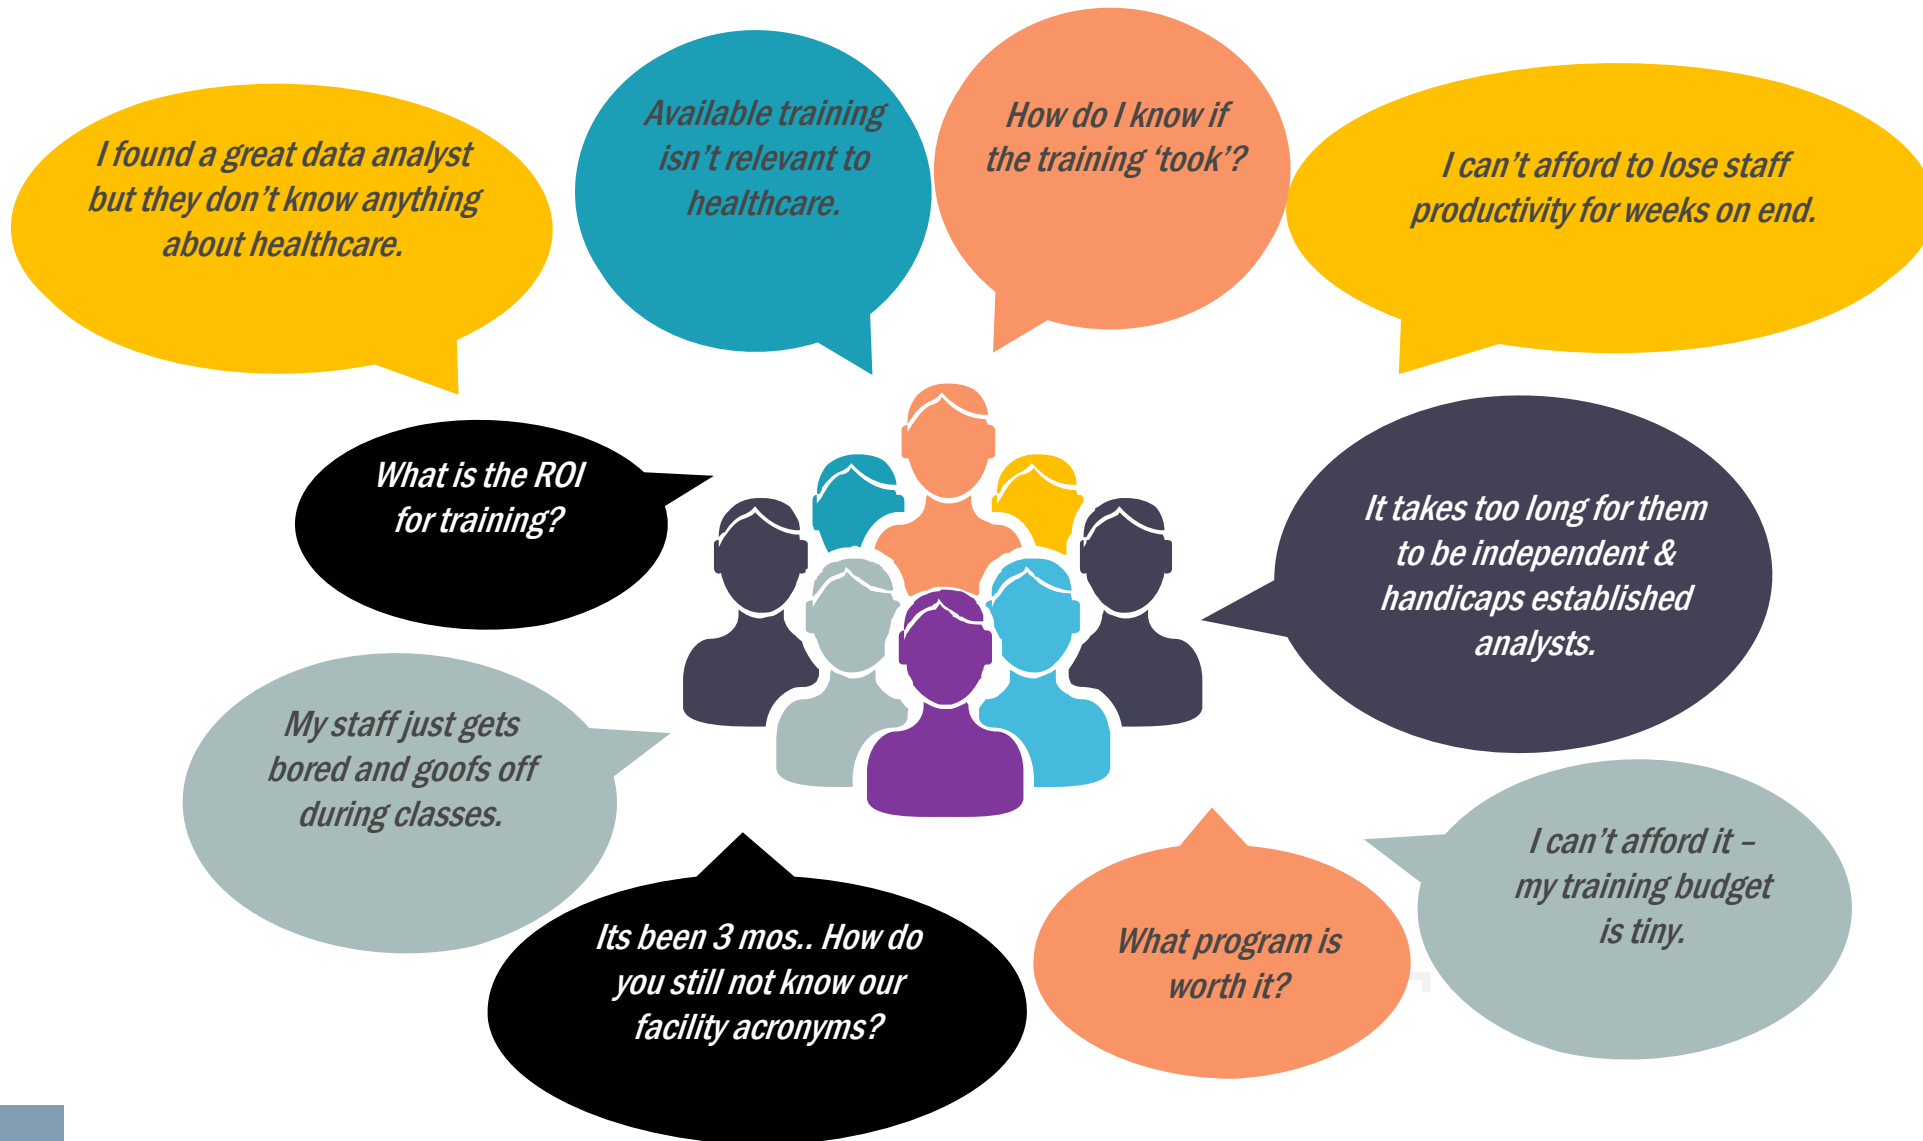 I found a great data analyst
but they don't know anything
about healthcare.
Available training
isn't relevant to
healthcare.
How do I know if
the training ‘took’?
I can't afford to lose staff
productivity for weeks on end.
What is the ROI
for training?
It takes too long for them
to be independent &
handicaps established
analysts.
My staff just gets
bored and goofs off
during classes.
Its been 3 mos.. How do
you still not know our
facility acronyms?
What program is
worth it?
I can't afford it –
my training budget
is tiny.